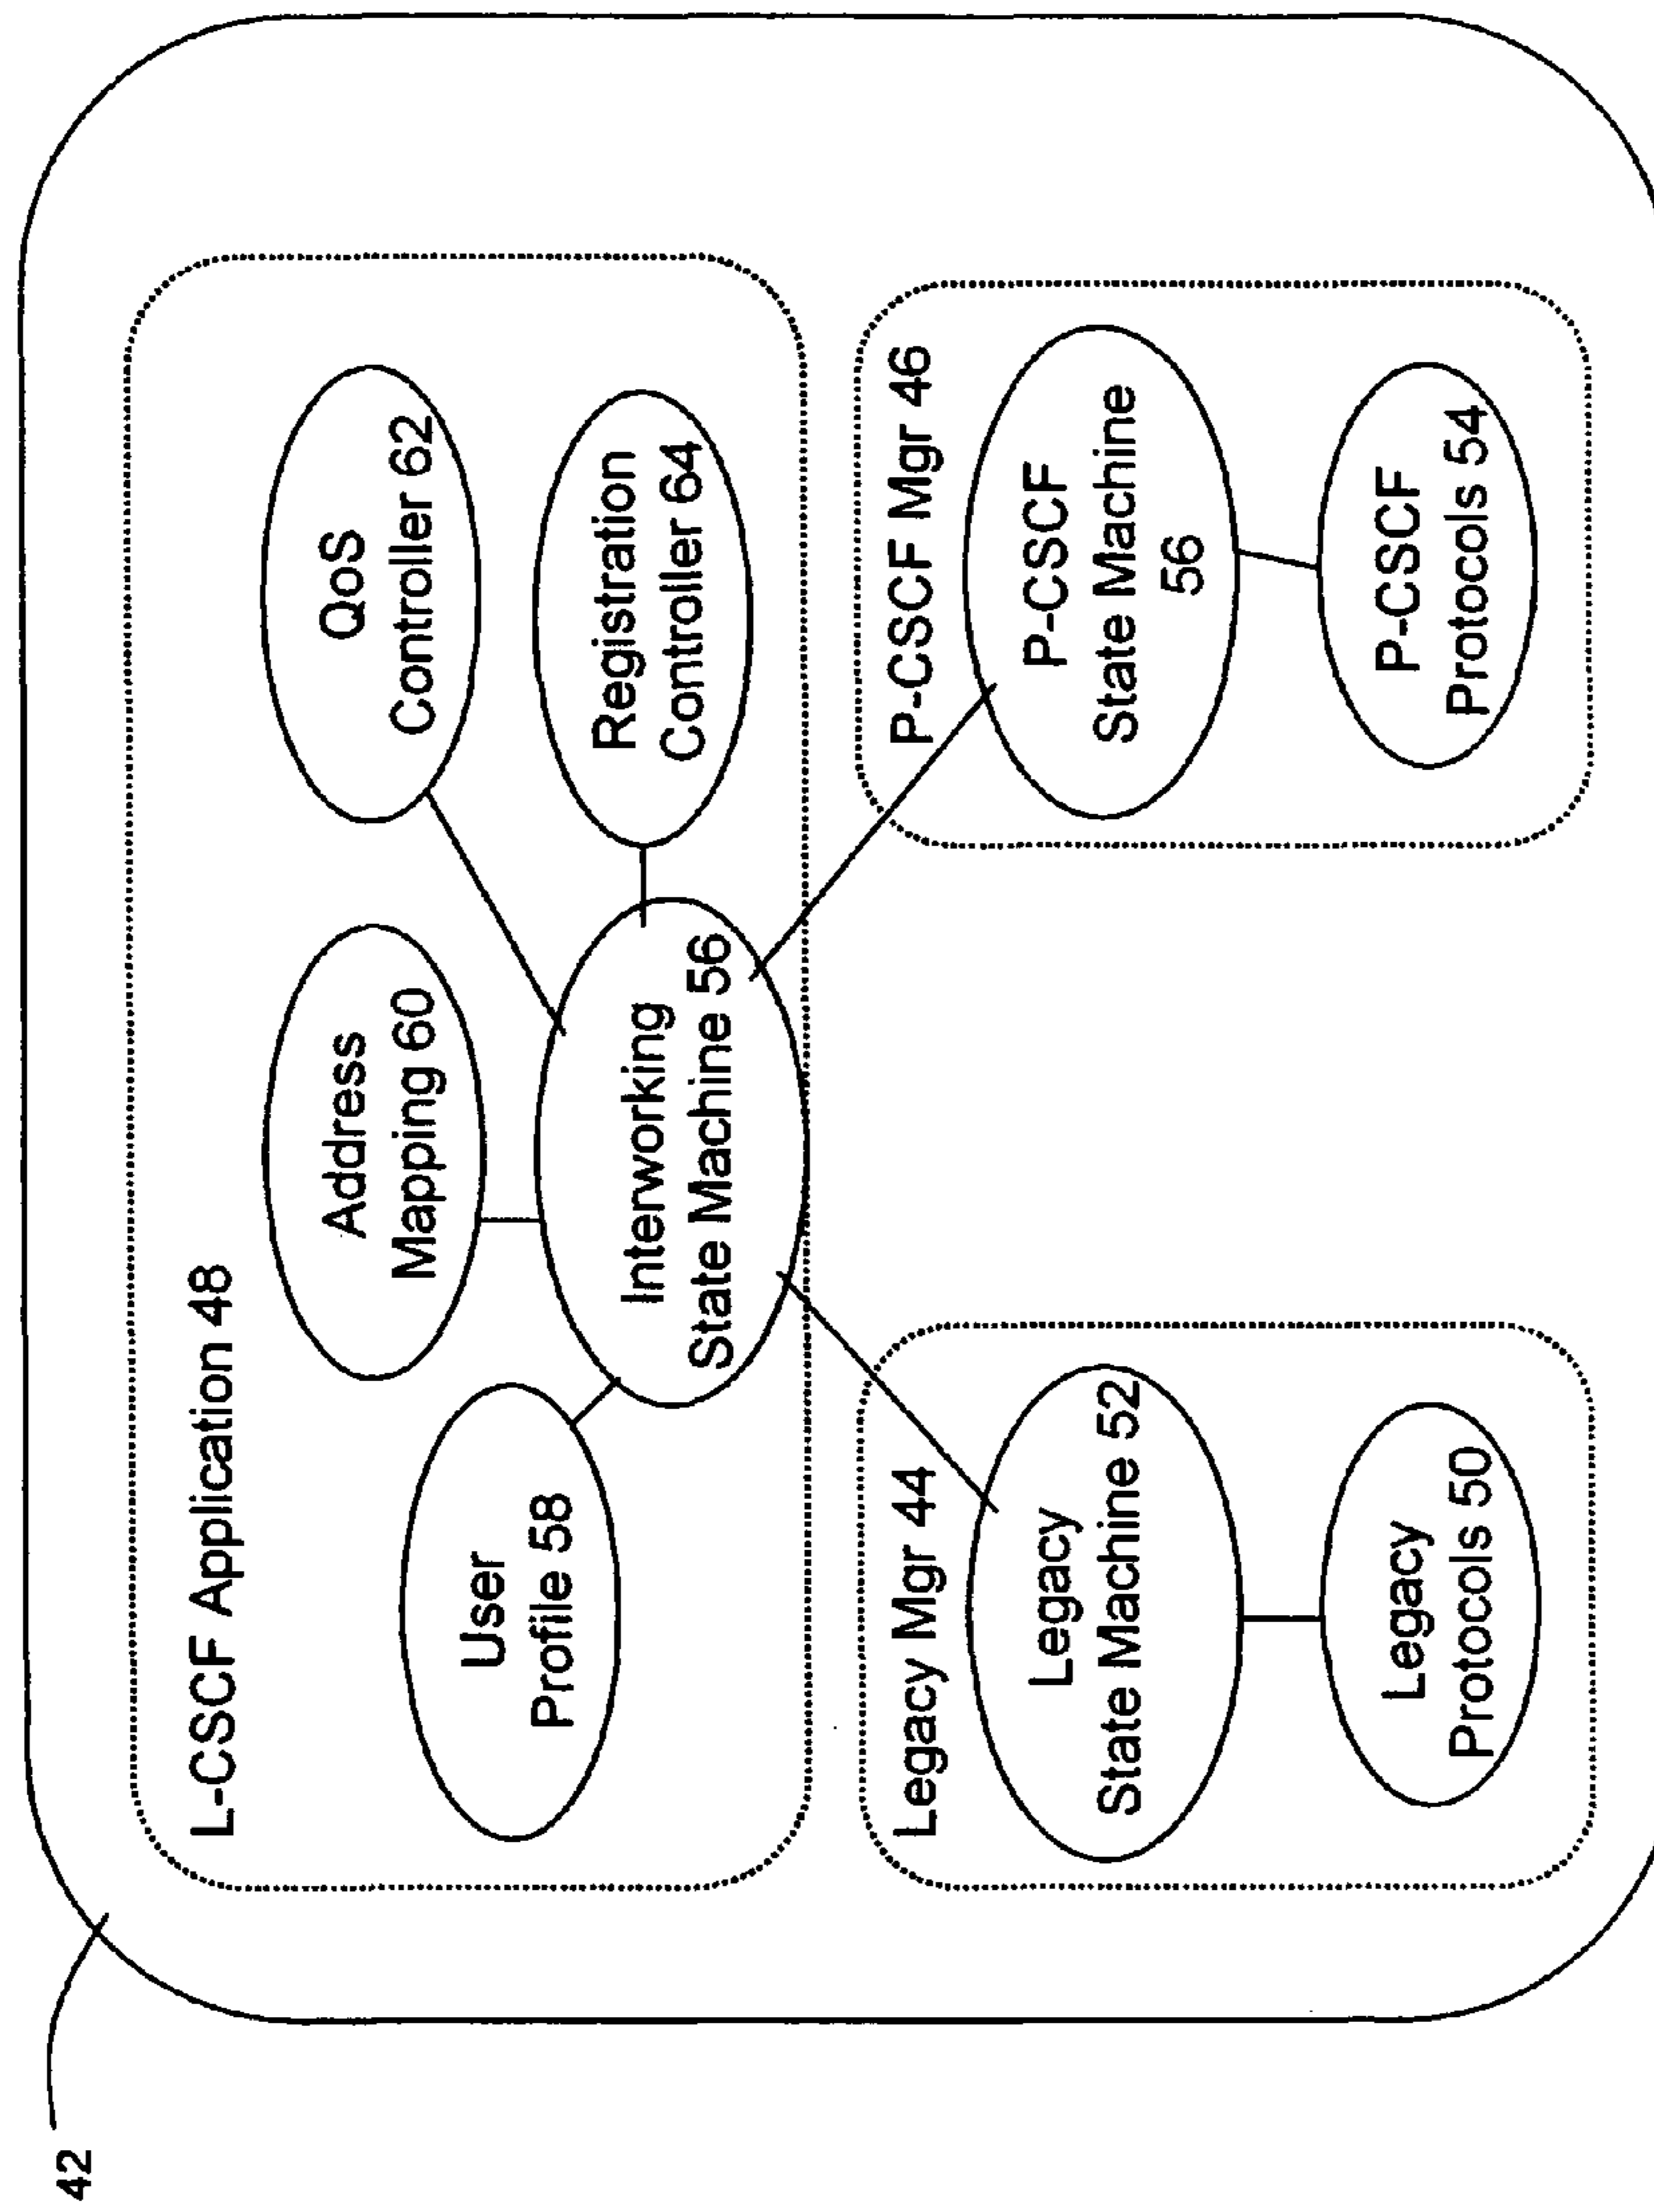 42
L-CSCF Application 48
User
Profile 58
Address
Mapping 60
QoS
Controller 62
Interworking
State Machine 56
Registration
Controller 64
Legacy Mgr 44
Legacy
State Machine 52
Legacy
Protocols 50
P-CSCF Mgr 46
P-CSCF
State Machine
56
P-CSCF
Protocols 54